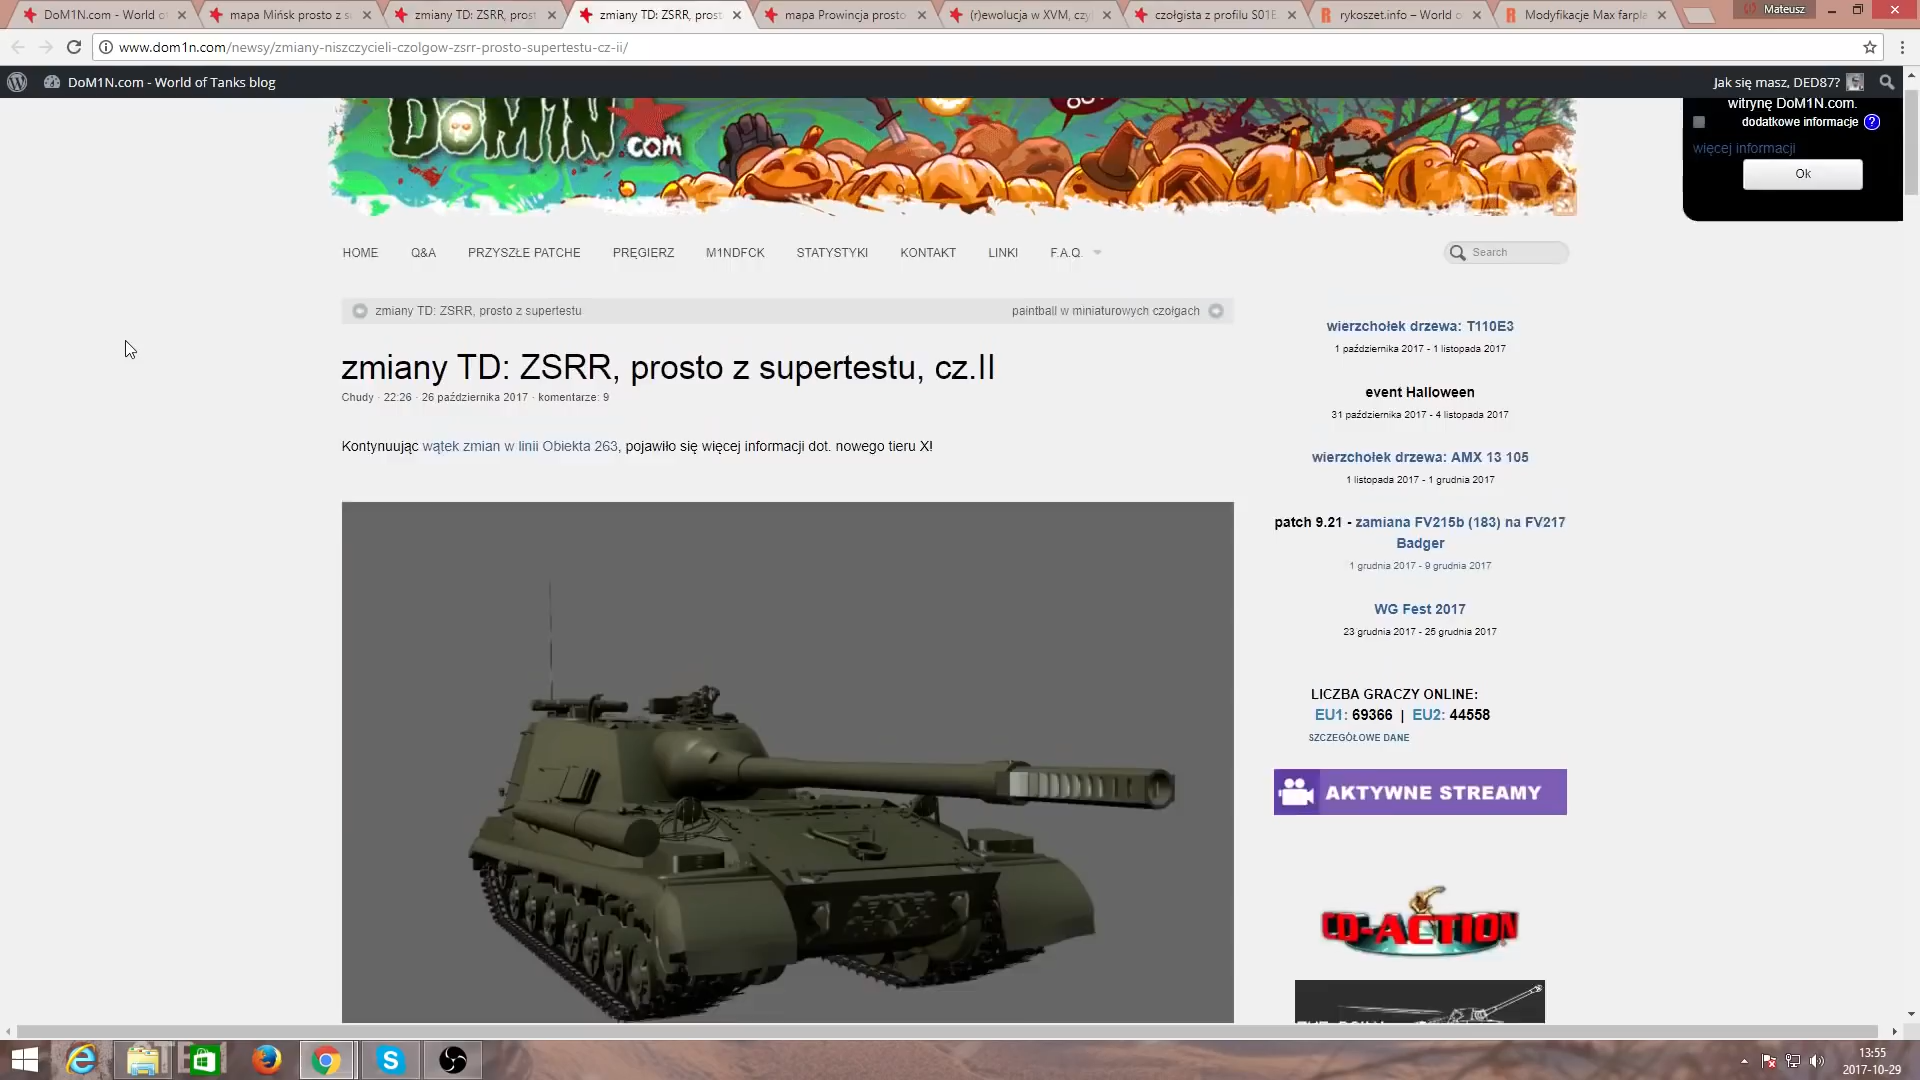 DoM1N.com - World of
mapa Mińsk prosto z s
zmiany TD: ZSRR, prost
zmiany TD: ZSRR, prost
mapa Prowincja prosto
(r)ewolucja w XVM, czy
czołgista z profilu S01E
rykoszet.info – World o
Modyfikacje Max farpla
Mateusz
www.dom1n.com/newsy/zmiany-niszczycieli-czolgow-zsrr-prosto-supertestu-cz-ii/
DoM1N.com - World of Tanks blog
Jak się masz, DED87?
DoM1N
.com
witrynę DoM1N.com.
dodatkowe informacje ?
więcej informacji
Ok
HOME Q&A PRZYSZŁE PATCHE PRĘGIERZ M1NDFCK STATYSTYKI KONTAKT LINKI F.A.Q.
Search
zmiany TD: ZSRR, prosto z supertestu
paintball w miniaturowych czołgach
zmiany TD: ZSRR, prosto z supertestu, cz.II
Chudy · 22:26 · 26 października 2017 · komentarze: 9
Kontynuując wątek zmian w linii Obiekta 263, pojawiło się więcej informacji dot. nowego tieru X!
wierzchołek drzewa: T110E3
1 października 2017 - 1 listopada 2017
event Halloween
31 październik 2017 - 4 listopada 2017
wierzchołek drzewa: AMX 13 105
1 listopada 2017 - 1 grudnia 2017
patch 9.21 - zamiana FV215b (183) na FV217
Badger
1 grudnia 2017 - 9 grudnia 2017
WG Fest 2017
23 grudnia 2017 - 25 grudnia 2017
LICZBA GRACZY ONLINE:
EU1: 69366 | EU2: 44558
SZCZEGÓŁOWE DANE
AKTYWNE STREAMY
CD-ACTION
13:55
2017-10-29